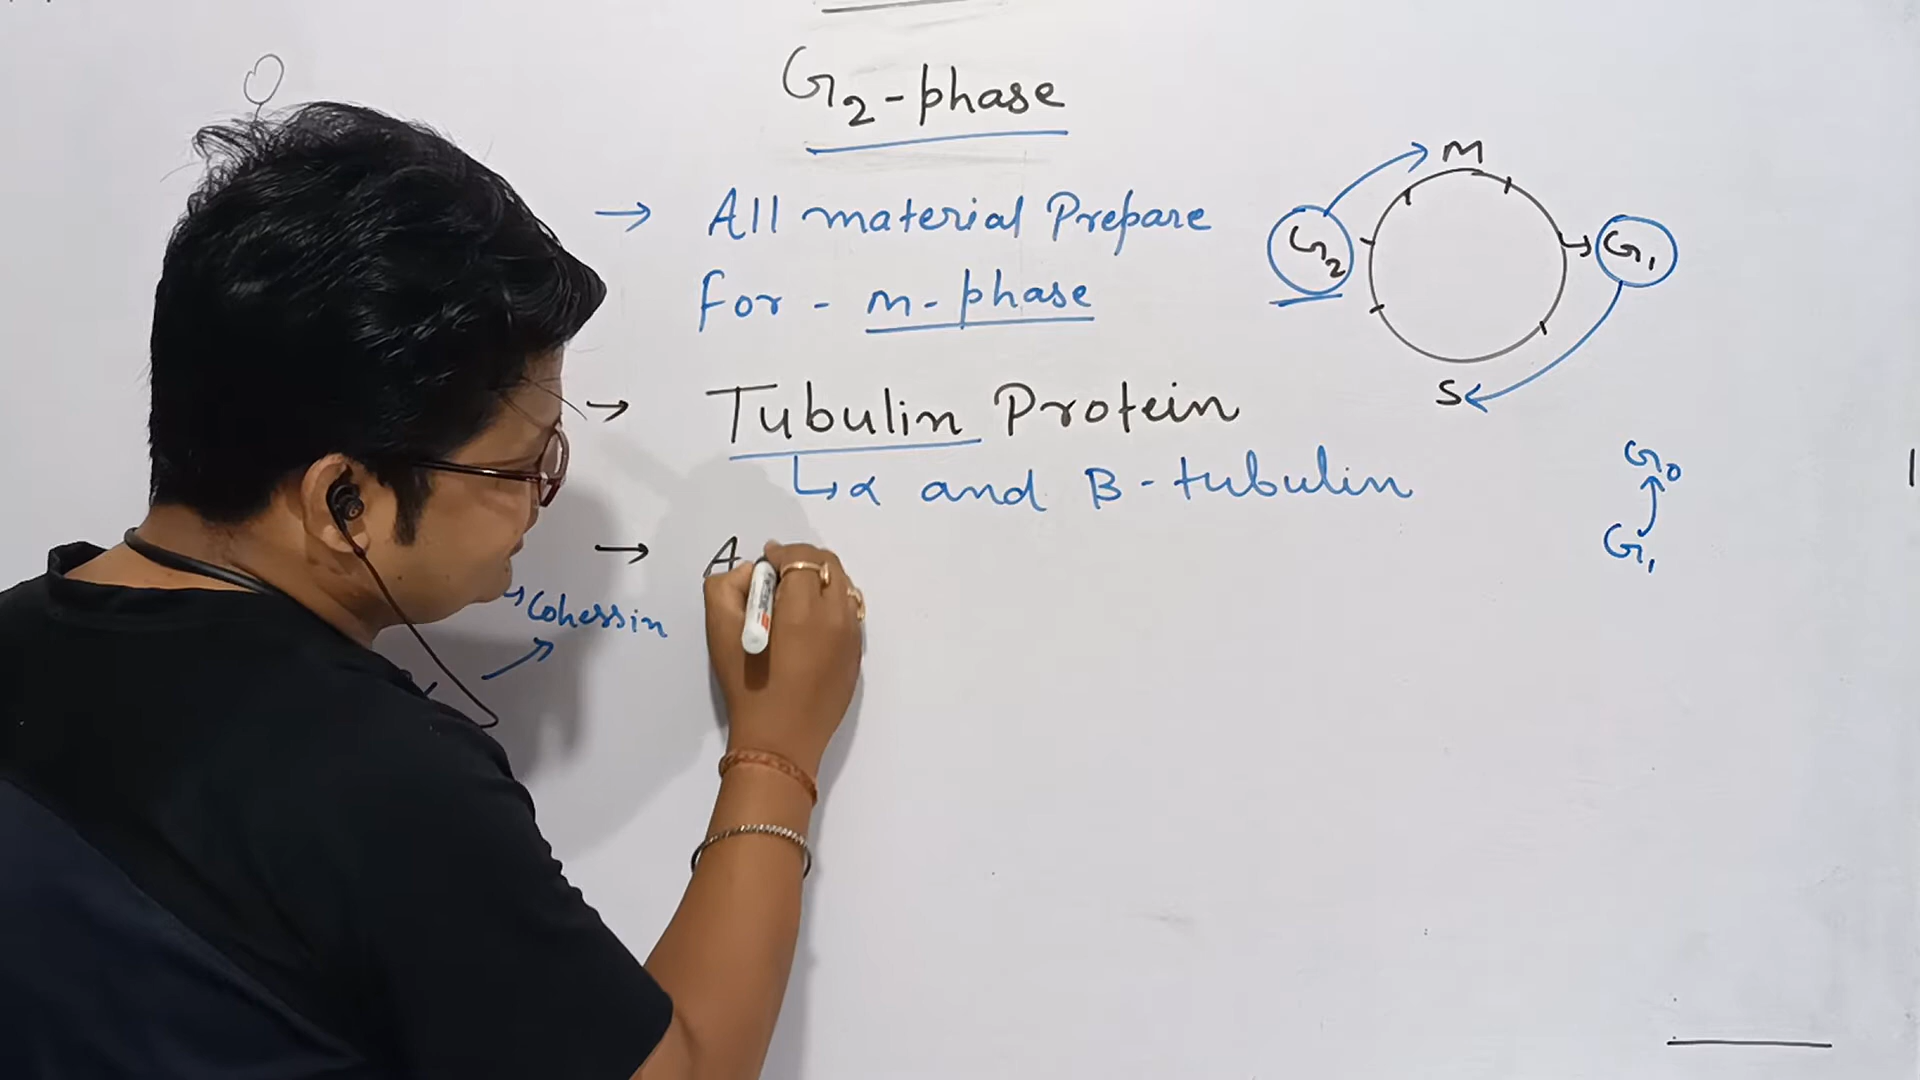 G2-phase
→ All material Prepare
for - m-phase
→ Tubulin Protein
↳ α and B-tubulin
→ A
→ Cohessin
M
G2
G1
S
G0
G1